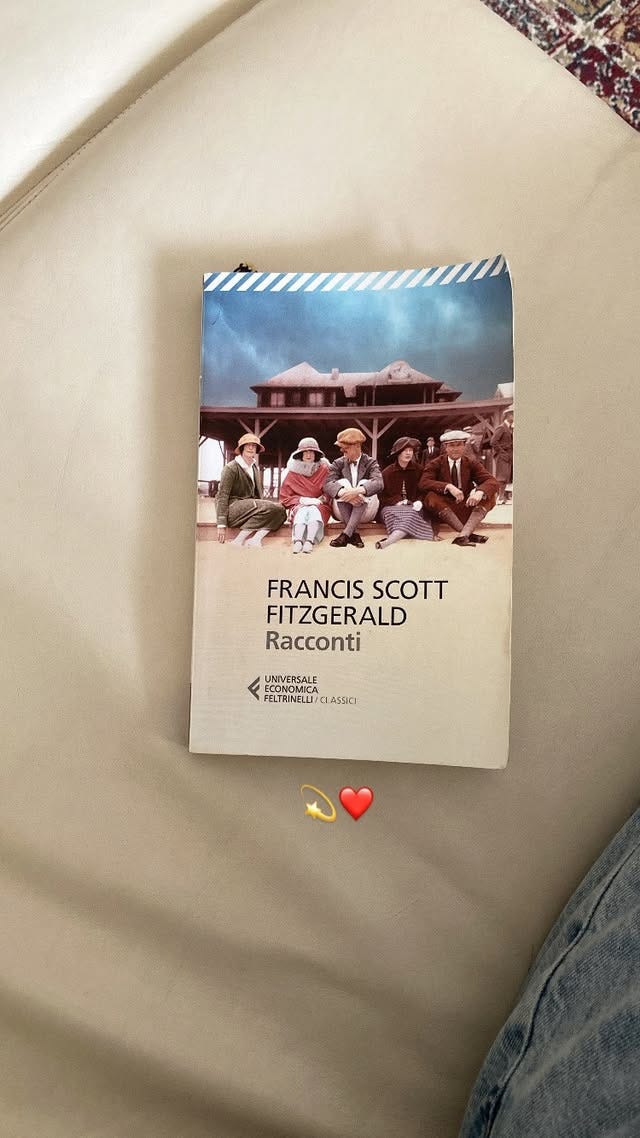 FRANCIS SCOTT
FITZGERALD
Racconti
UNIVERSALE
ECONOMICA
FELTRINELLI / CLASSICI